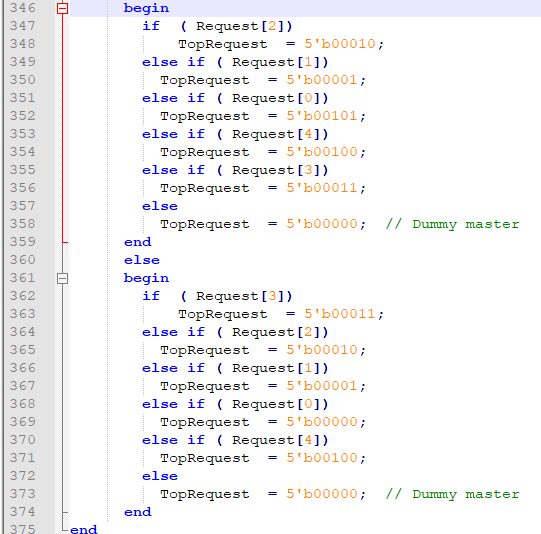 346 begin
347 if ( Request[2])
348 TopRequest = 5'b00010;
349 else if ( Request[1])
350 TopRequest = 5'b00001;
351 else if ( Request[0])
352 TopRequest = 5'b00101;
353 else if ( Request[4])
354 TopRequest = 5'b00100;
355 else if ( Request[3])
356 TopRequest = 5'b00011;
357 else
358 TopRequest = 5'b00000; // Dummy master
359 end
360 else
361 begin
362 if ( Request[3])
363 TopRequest = 5'b00011;
364 else if ( Request[2])
365 TopRequest = 5'b00010;
366 else if ( Request[1])
367 TopRequest = 5'b00001;
368 else if ( Request[0])
369 TopRequest = 5'b00000;
370 else if ( Request[4])
371 TopRequest = 5'b00100;
372 else
373 TopRequest = 5'b00000; // Dummy master
374 end
375 end